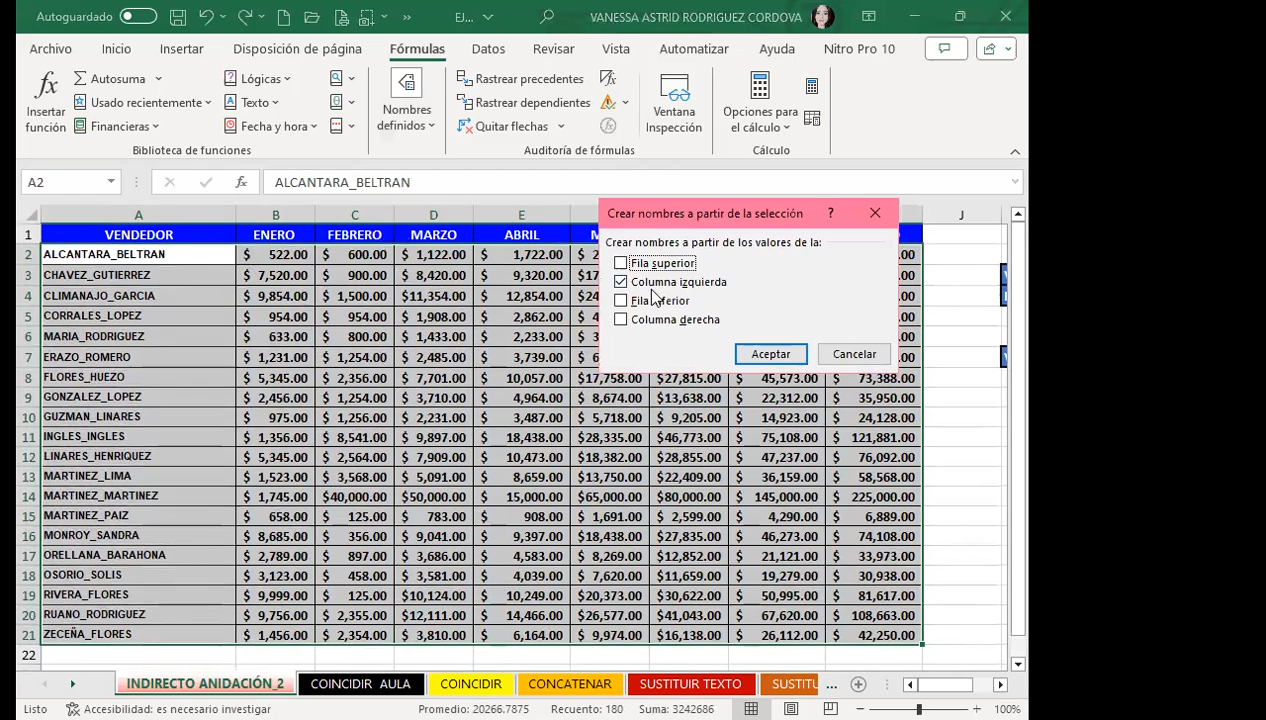 Autoguardado
EJ...
VANESSA ASTRID RODRIGUEZ CORDOVA
Archivo Inicio Insertar Disposición de página Fórmulas Datos Revisar Vista Automatizar Ayuda Nitro Pro 10
Insertar función
Autosuma
Usado recientemente
Financieras
Lógicas
Texto
Fecha y hora
Biblioteca de funciones
Nombres definidos
Rastrear precedentes
Rastrear dependientes
Quitar flechas
Auditoría de fórmulas
Ventana Inspección
Opciones para el cálculo
Cálculo
A2 fx ALCANTARA_BELTRAN
A B C D E J
1 VENDEDOR ENERO FEBRERO MARZO ABRIL
2 ALCANTARA_BELTRAN $ 522.00 $ 600.00 $ 1,122.00 $ 1,722.00
3 CHAVEZ_GUTIERREZ $ 7,520.00 $ 900.00 $ 8,420.00 $ 9,320.00
4 CLIMANAJO_GARCIA $ 9,854.00 $ 1,500.00 $11,354.00 $ 12,854.00
5 CORRALES_LOPEZ $ 954.00 $ 954.00 $ 1,908.00 $ 2,862.00
6 MARIA_RODRIGUEZ $ 633.00 $ 800.00 $ 1,433.00 $ 2,233.00
7 ERAZO_ROMERO $ 1,231.00 $ 1,254.00 $ 2,485.00 $ 3,739.00
8 FLORES_HUEZO $ 5,345.00 $ 2,356.00 $ 7,701.00 $ 10,057.00 $17,758.00 $27,815.00 $ 45,573.00 $ 73,388.00
9 GONZALEZ_LOPEZ $ 2,456.00 $ 1,254.00 $ 3,710.00 $ 4,964.00 $ 8,674.00 $13,638.00 $ 22,312.00 $ 35,950.00
10 GUZMAN_LINARES $ 975.00 $ 1,256.00 $ 2,231.00 $ 3,487.00 $ 5,718.00 $ 9,205.00 $ 14,923.00 $ 24,128.00
11 INGLES_INGLES $ 1,356.00 $ 8,541.00 $ 9,897.00 $ 18,438.00 $28,335.00 $46,773.00 $ 75,108.00 $ 121,881.00
12 LINARES_HENRIQUEZ $ 5,345.00 $ 2,564.00 $ 7,909.00 $ 10,473.00 $18,382.00 $28,855.00 $ 47,237.00 $ 76,092.00
13 MARTINEZ_LIMA $ 1,523.00 $ 3,568.00 $ 5,091.00 $ 8,659.00 $13,750.00 $22,409.00 $ 36,159.00 $ 58,568.00
14 MARTINEZ_MARTINEZ $ 1,745.00 $40,000.00 $50,000.00 $ 15,000.00 $65,000.00 $80,000.00 $ 145,000.00 $ 225,000.00
15 MARTINEZ_PAIZ $ 658.00 $ 125.00 $ 783.00 $ 908.00 $ 1,691.00 $ 2,599.00 $ 4,290.00 $ 6,889.00
16 MONROY_SANDRA $ 8,685.00 $ 356.00 $ 9,041.00 $ 9,397.00 $18,438.00 $27,835.00 $ 46,273.00 $ 74,108.00
17 ORELLANA_BARAHONA $ 2,789.00 $ 897.00 $ 3,686.00 $ 4,583.00 $ 8,269.00 $12,852.00 $ 21,121.00 $ 33,973.00
18 OSORIO_SOLIS $ 3,123.00 $ 458.00 $ 3,581.00 $ 4,039.00 $ 7,620.00 $11,659.00 $ 19,279.00 $ 30,938.00
19 RIVERA_FLORES $ 9,999.00 $ 125.00 $10,124.00 $ 10,249.00 $20,373.00 $30,622.00 $ 50,995.00 $ 81,617.00
20 RUANO_RODRIGUEZ $ 9,756.00 $ 2,355.00 $12,111.00 $ 14,466.00 $26,577.00 $41,043.00 $ 67,620.00 $ 108,663.00
21 ZECEÑA_FLORES $ 1,456.00 $ 2,354.00 $ 3,810.00 $ 6,164.00 $ 9,974.00 $16,138.00 $ 26,112.00 $ 42,250.00
22
Crear nombres a partir de la selección ?
Crear nombres a partir de los valores de la:
Fila superior
Columna izquierda
Fila inferior
Columna derecha
Aceptar Cancelar
INDIRECTO ANIDACIÓN_2 COINCIDIR AULA COINCIDIR CONCATENAR SUSTITUIR TEXTO SUSTITU ...
Listo Accesibilidad: es necesario investigar Promedio: 20266.7875 Recuento: 180 Suma: 3242686 100%